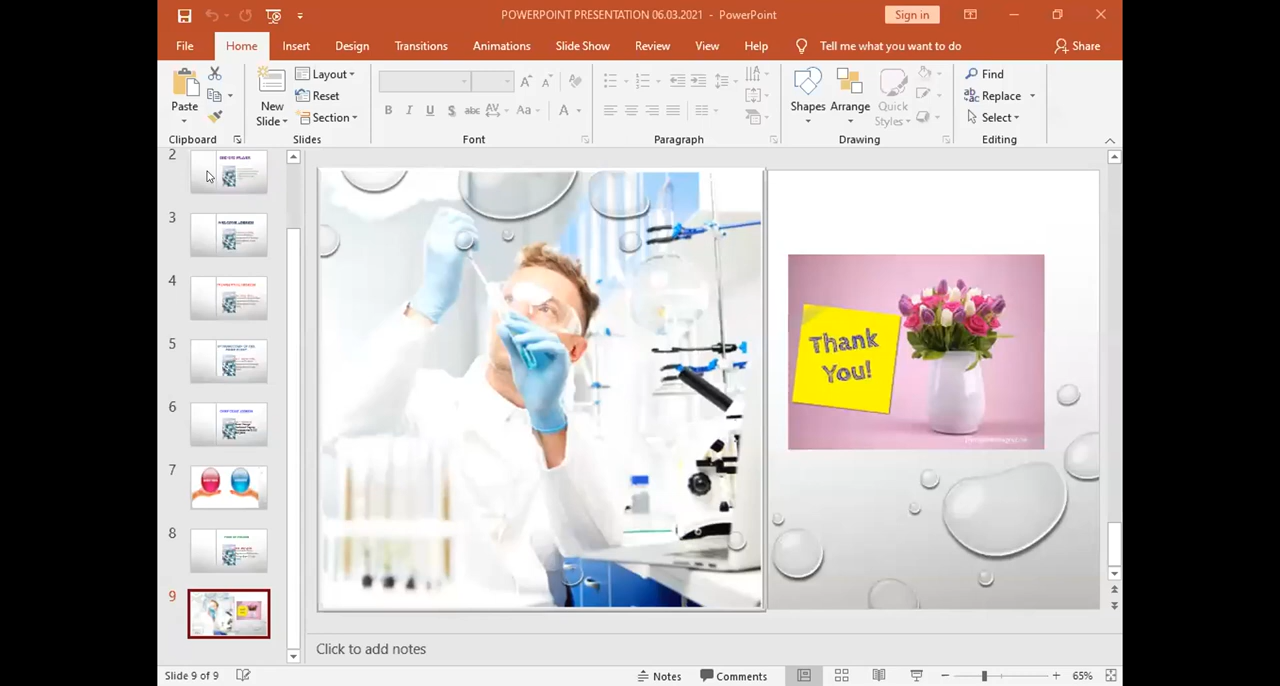 POWERPOINT PRESENTATION 06.03.2021 - PowerPoint
Sign in
File Home Insert Design Transitions Animations Slide Show Review View Help Tell me what you want to do Share
Paste
New
Slide
Layout
Reset
Section
Shapes
Arrange
Quick
Styles
Find
Replace
Select
Clipboard Slides Font Paragraph Drawing Editing
2
3
4
5
6
7
8
9
Thank
You!
Click to add notes
Slide 9 of 9 Notes Comments 65%